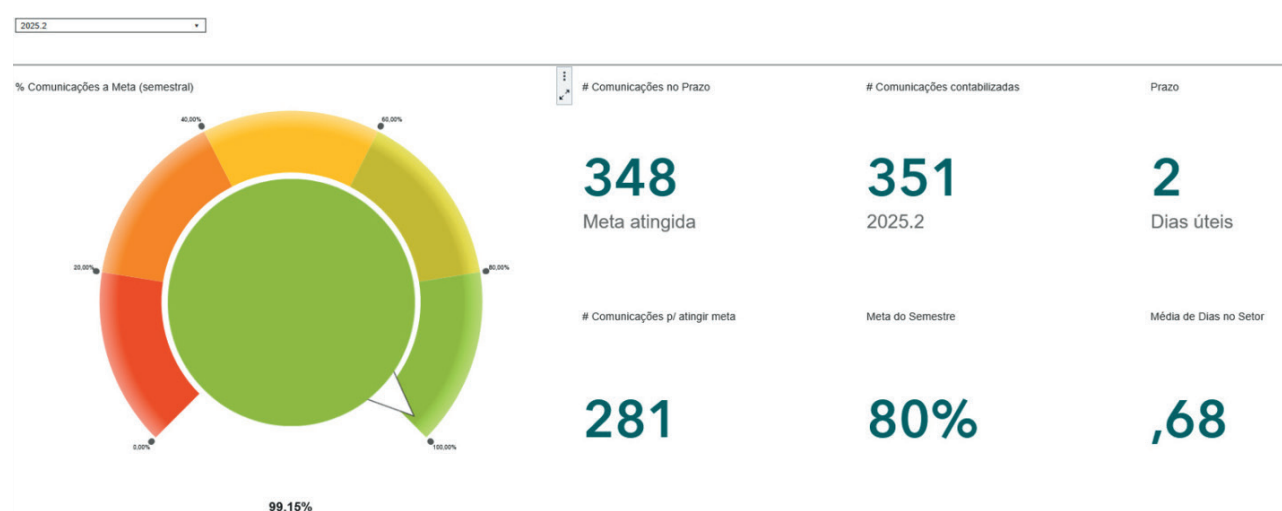 2025.2
% Comunicações a Meta (semestral)
40,00%
60,00%
20,00%
80,00%
0,00%
100,00%
99,15%
# Comunicações no Prazo
348
Meta atingida
# Comunicações contabilizadas
351
2025.2
Prazo
2
Dias úteis
# Comunicações p/ atingir meta
281
Meta do Semestre
80%
Média de Dias no Setor
,68